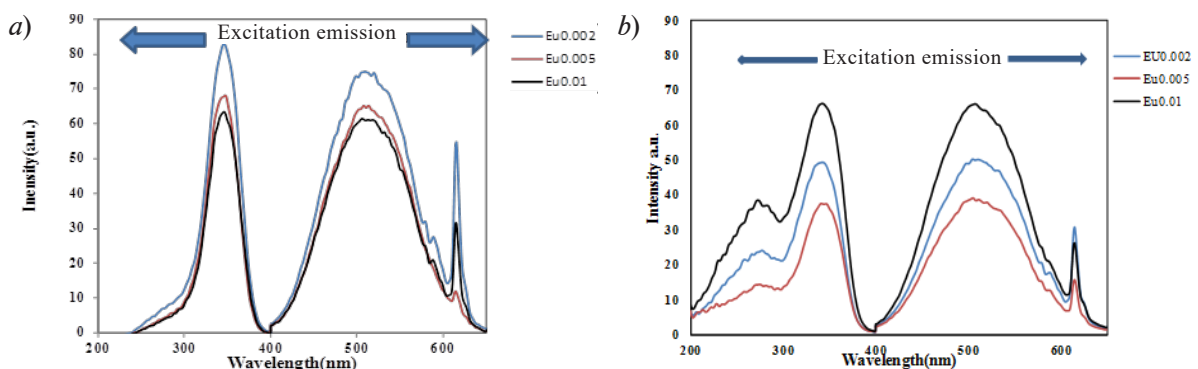 a)
Excitation emission
Eu0.002
Eu0.005
Eu0.01
90
80
70
60
50
40
30
20
10
0
Inensity(a.u.)
200 300 400 500 600
Wavelength(nm)
b)
Excitation emission
EU0.002
Eu0.005
Eu0.01
90
80
70
60
50
40
30
20
10
0
Intensity a.u.
200 300 400 500 600
Wavelength(nm)